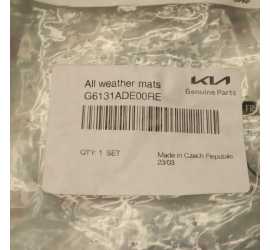 All weather mats
G6131ADE00RE
KIA
Genuine Parts
QTY: 1 SET
Made in Czech Republic
23/03